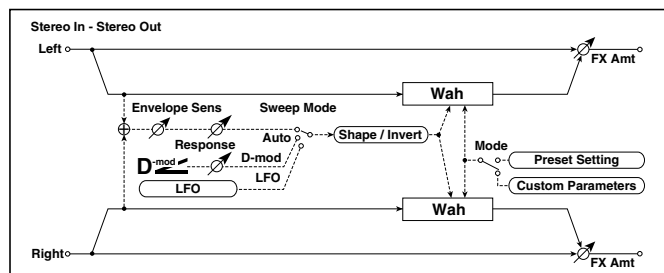 Stereo In - Stereo Out
Left
FX Amt
Wah
Envelope Sens
Sweep Mode
Auto
Shape / Invert
Response
D-mod
D-mod
LFO
LFO
Mode
Preset Setting
Custom Parameters
Wah
Right
FX Amt